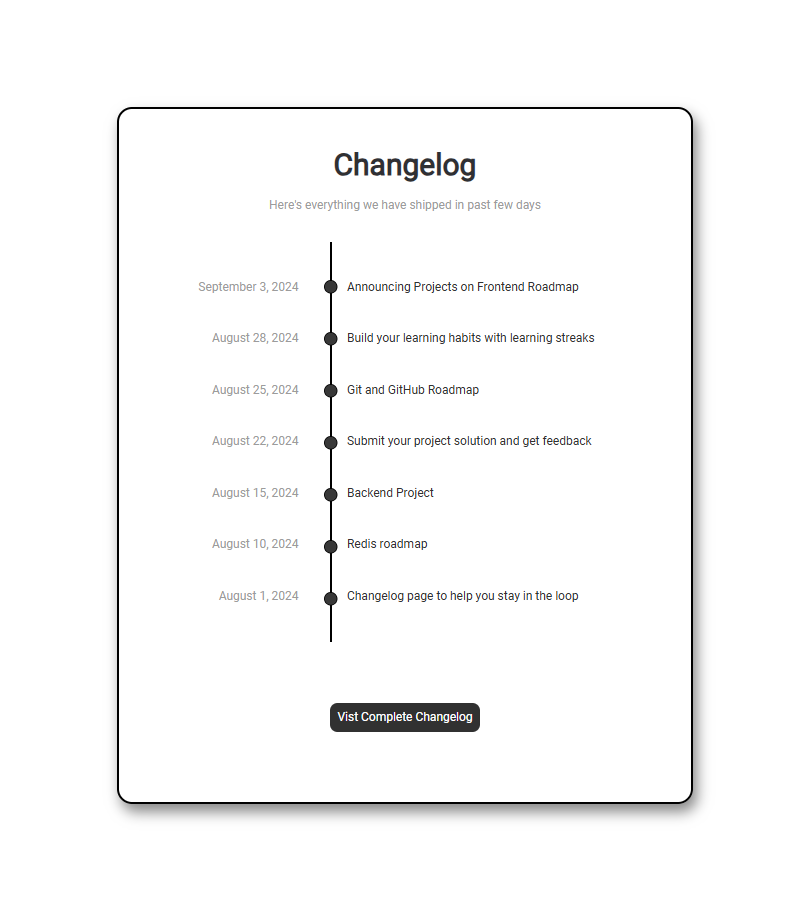 Changelog
Here's everything we have shipped in past few days
September 3, 2024 Announcing Projects on Frontend Roadmap
August 28, 2024 Build your learning habits with learning streaks
August 25, 2024 Git and GitHub Roadmap
August 22, 2024 Submit your project solution and get feedback
August 15, 2024 Backend Project
August 10, 2024 Redis roadmap
August 1, 2024 Changelog page to help you stay in the loop
Vist Complete Changelog